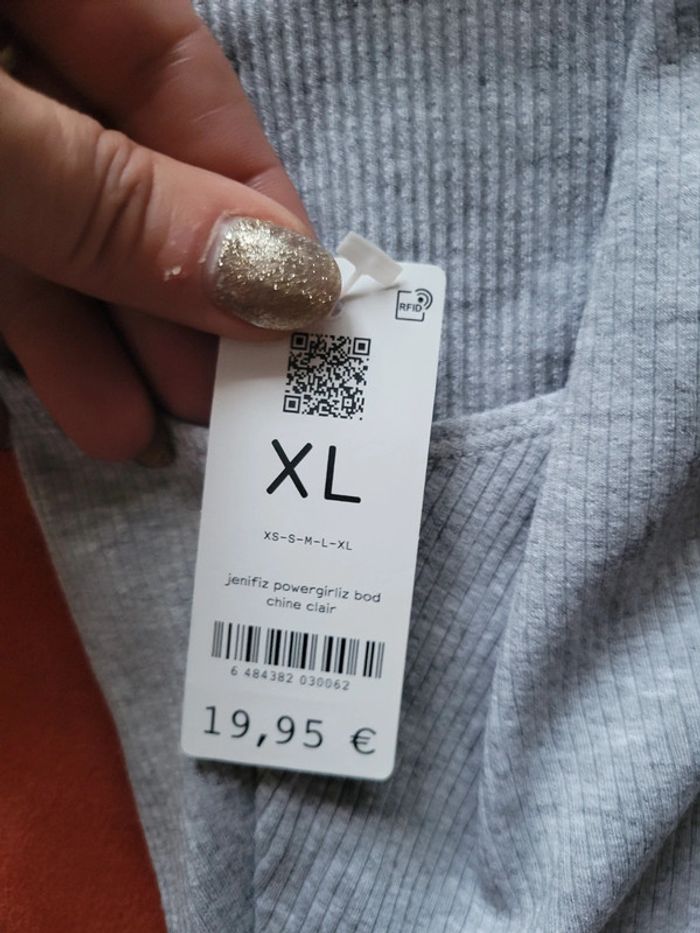 RFID
XL
XS-S-M-L-XL
jenifiz powergirliz bod
chine clair
6 484382 030062
19,95 €